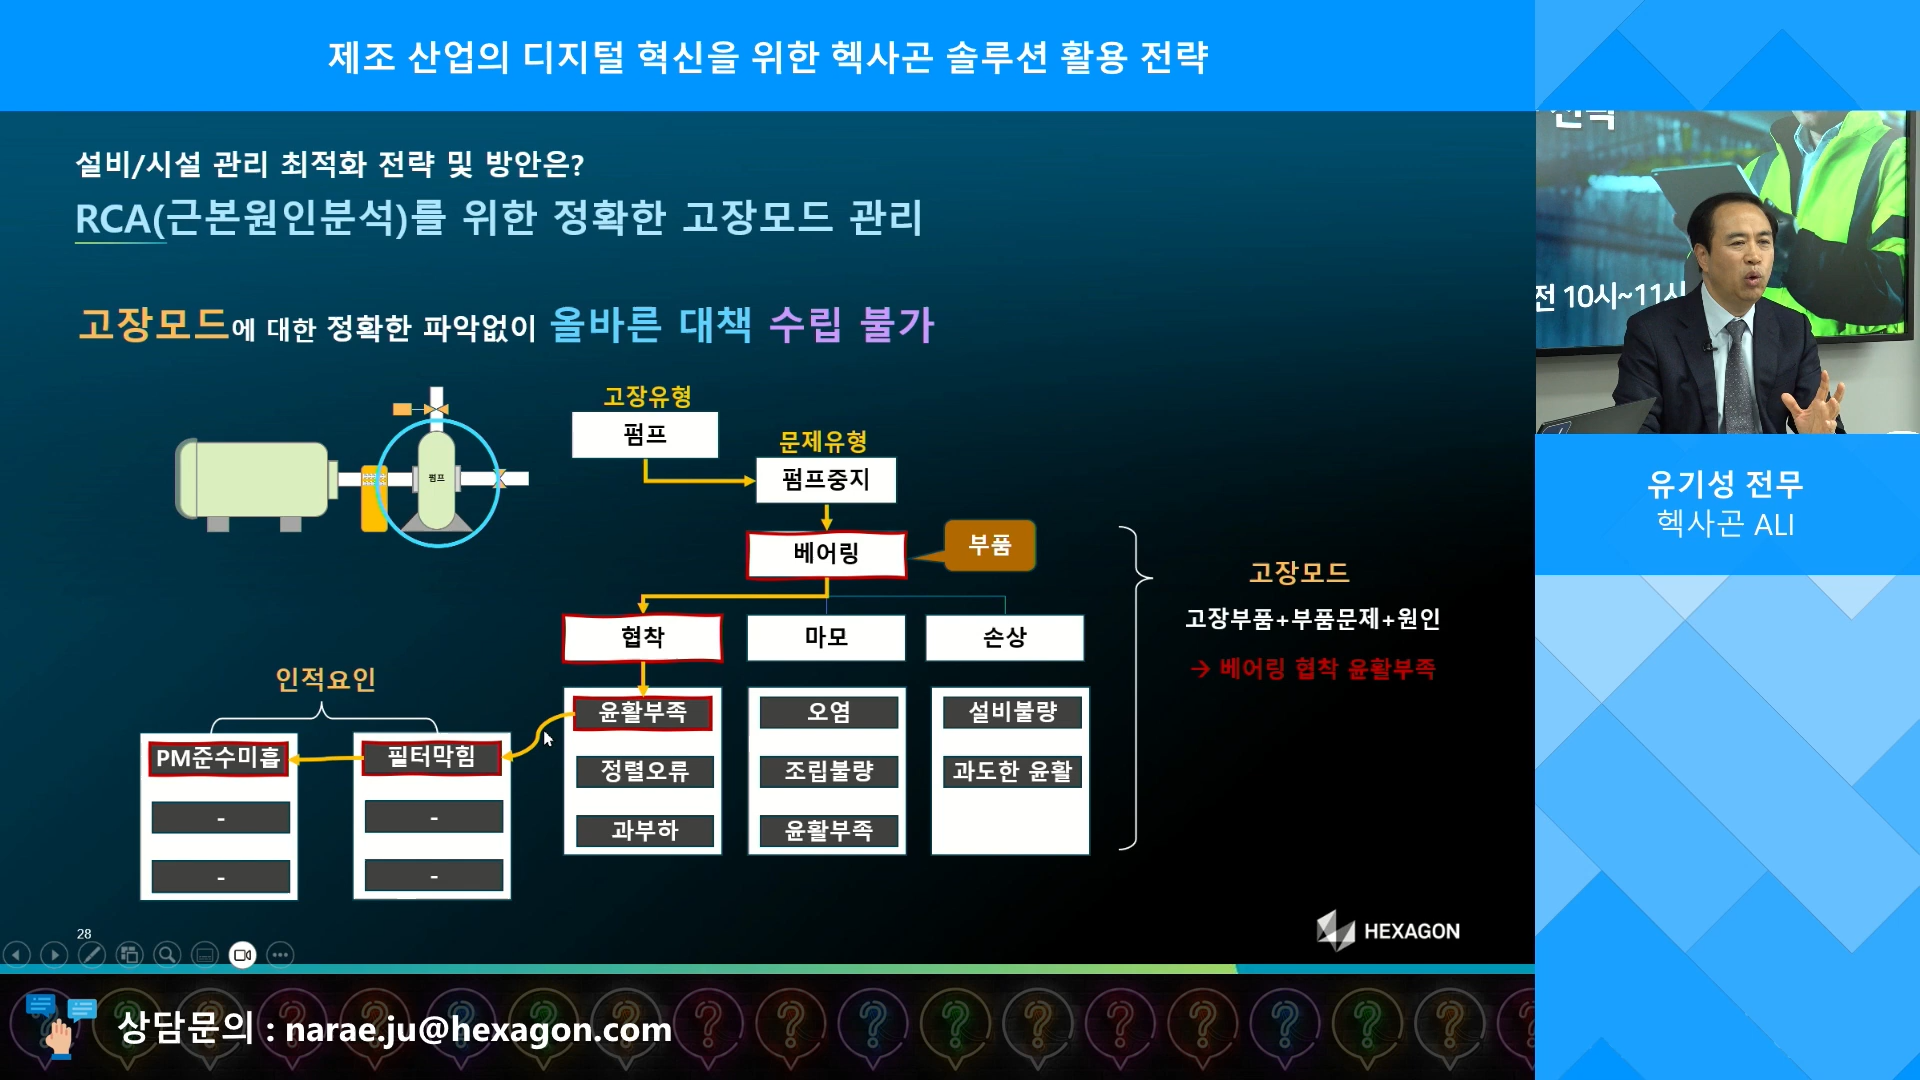 제조 산업의 디지털 혁신을 위한 헥사곤 솔루션 활용 전략
설비/시설 관리 최적화 전략 및 방안은?
RCA(근본원인분석)를 위한 정확한 고장모드 관리
고장모드에 대한 정확한 파악없이 올바른 대책 수립 불가
고장유형
펌프
문제유형
펌프중지
펌프
베어링
부품
협착
마모
손상
고장모드
고장부품+부품문제+원인
→ 베어링 협착 윤활부족
인적요인
PM준수미흡
-
-
필터막힘
-
-
윤활부족
정렬오류
과부하
오염
조립불량
윤활부족
설비불량
과도한 윤활
28
HEXAGON
상담문의 : narae.ju@hexagon.com
전략
전 10시~11시
유기성 전무
헥사곤 ALI